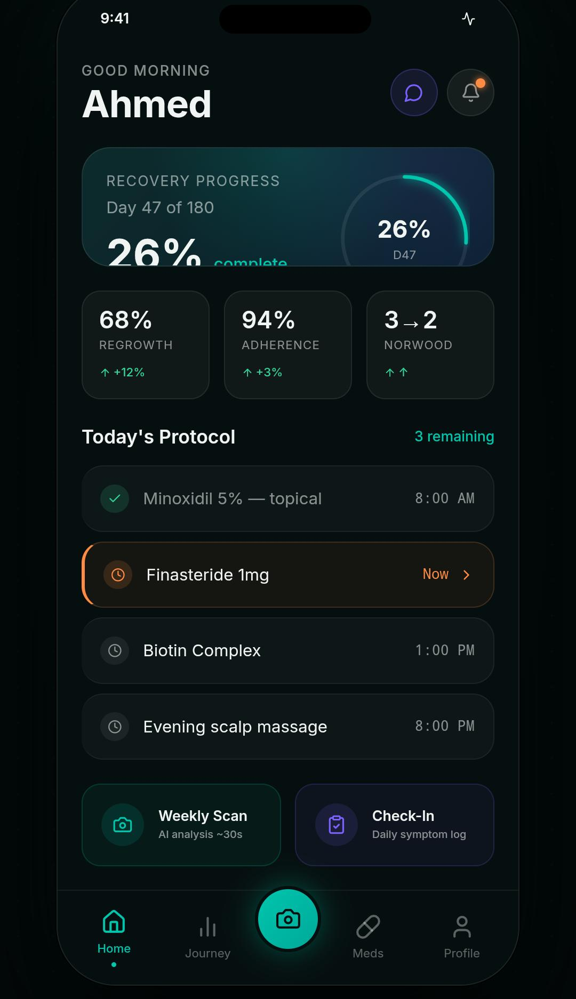 9:41
GOOD MORNING
Ahmed
RECOVERY PROGRESS
Day 47 of 180
26% complete
26%
D47
68%
REGROWTH
↑ +12%
94%
ADHERENCE
↑ +3%
3→2
NORWOOD
↑ ↑
Today's Protocol
3 remaining
Minoxidil 5% — topical
8:00 AM
Finasteride 1mg
Now
Biotin Complex
1:00 PM
Evening scalp massage
8:00 PM
Weekly Scan
AI analysis ~30s
Check-In
Daily symptom log
Home
Journey
Meds
Profile